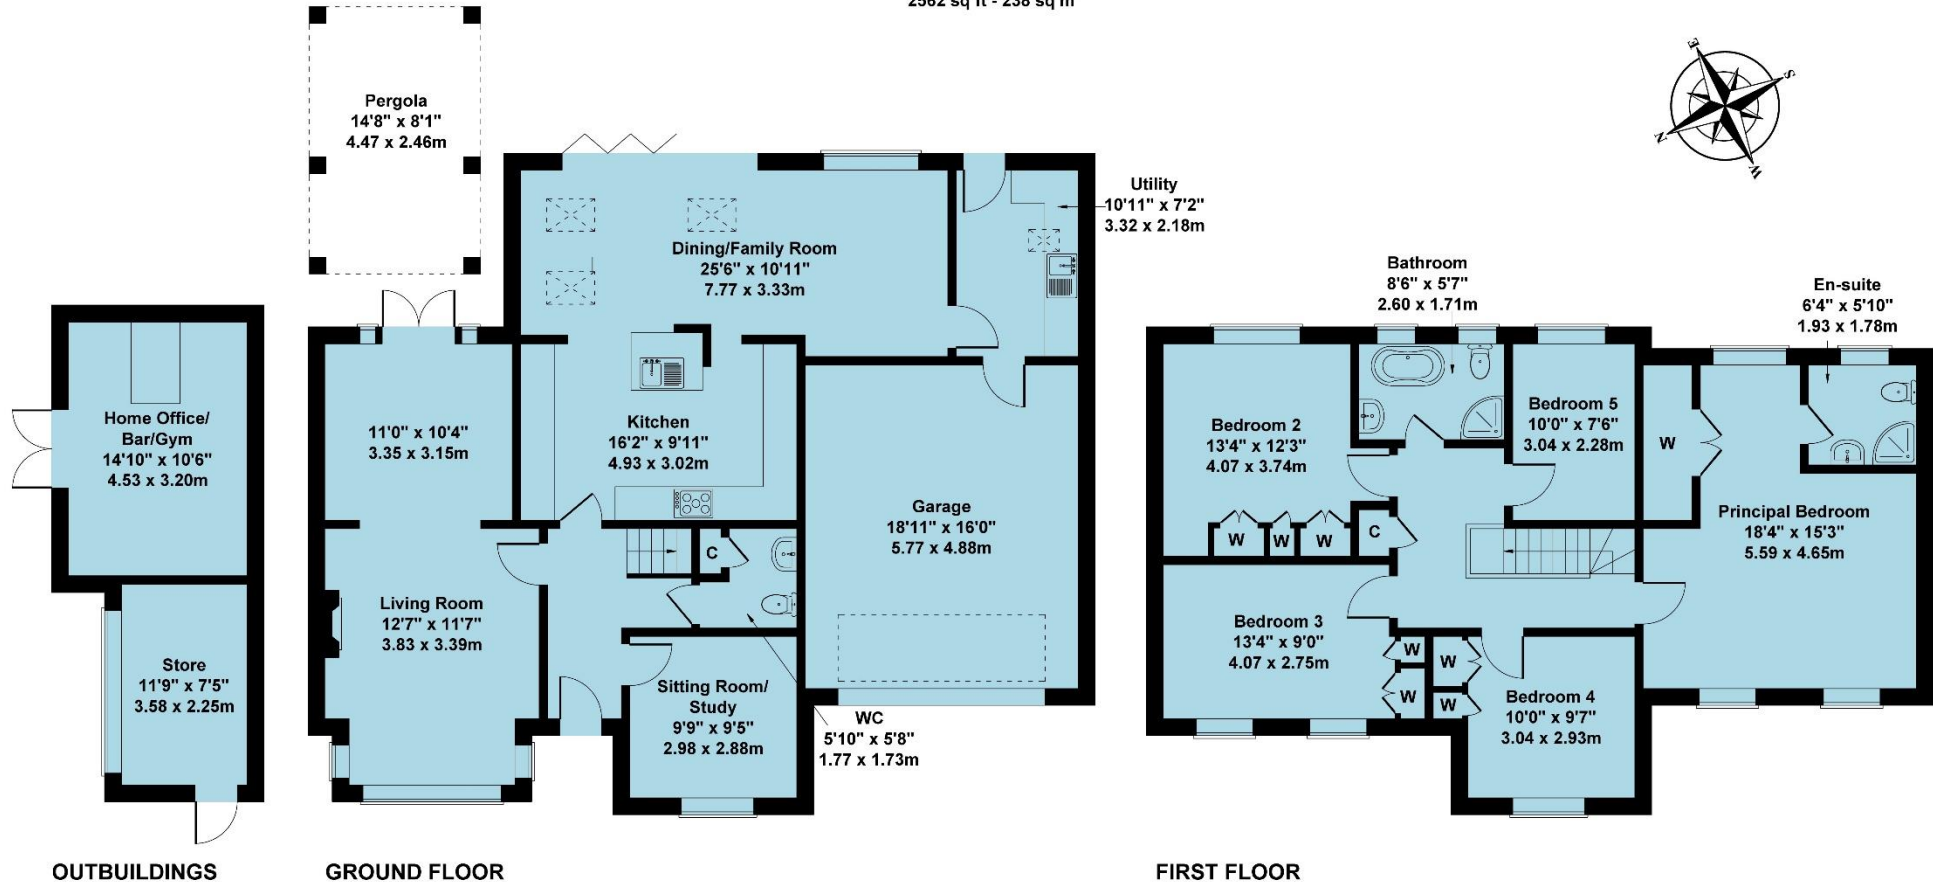 2562 sq ft - 238 sq m
Pergola
14'8" x 8'1"
4.47 x 2.46m
E
S
N
W
Utility
10'11" x 7'2"
3.32 x 2.18m
Dining/Family Room
25'6" x 10'11"
7.77 x 3.33m
Bathroom
8'6" x 5'7"
2.60 x 1.71m
En-suite
6'4" x 5'10"
1.93 x 1.78m
Home Office/
Bar/Gym
14'10" x 10'6"
4.53 x 3.20m
11'0" x 10'4"
3.35 x 3.15m
Kitchen
16'2" x 9'11"
4.93 x 3.02m
Bedroom 2
13'4" x 12'3"
4.07 x 3.74m
Bedroom 5
10'0" x 7'6"
3.04 x 2.28m
W
Garage
18'11" x 16'0"
5.77 x 4.88m
Principal Bedroom
18'4" x 15'3"
5.59 x 4.65m
W
W
W
C
C
Living Room
12'7" x 11'7"
3.83 x 3.39m
Bedroom 3
13'4" x 9'0"
4.07 x 2.75m
W
W
W
W
Store
11'9" x 7'5"
3.58 x 2.25m
Sitting Room/
Study
9'9" x 9'5"
2.98 x 2.88m
WC
5'10" x 5'8"
1.77 x 1.73m
Bedroom 4
10'0" x 9'7"
3.04 x 2.93m
OUTBUILDINGS
GROUND FLOOR
FIRST FLOOR